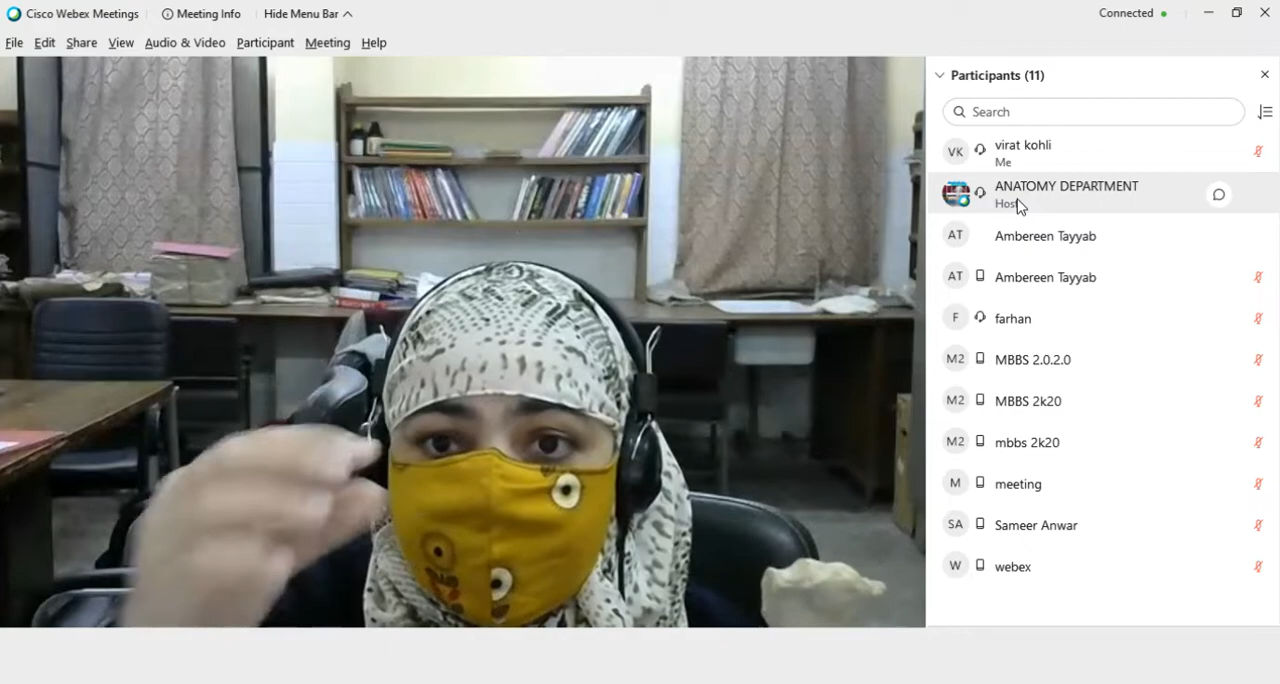 Cisco Webex Meetings
Meeting Info
Hide Menu Bar
Connected
File Edit Share View Audio & Video Participant Meeting Help
Participants (11)
Search
VK virat kohli
Me
ANATOMY DEPARTMENT
Host
AT Ambereen Tayyab
AT Ambereen Tayyab
F farhan
M2 MBBS 2.0.2.0
M2 MBBS 2k20
M2 mbbs 2k20
M meeting
SA Sameer Anwar
W webex